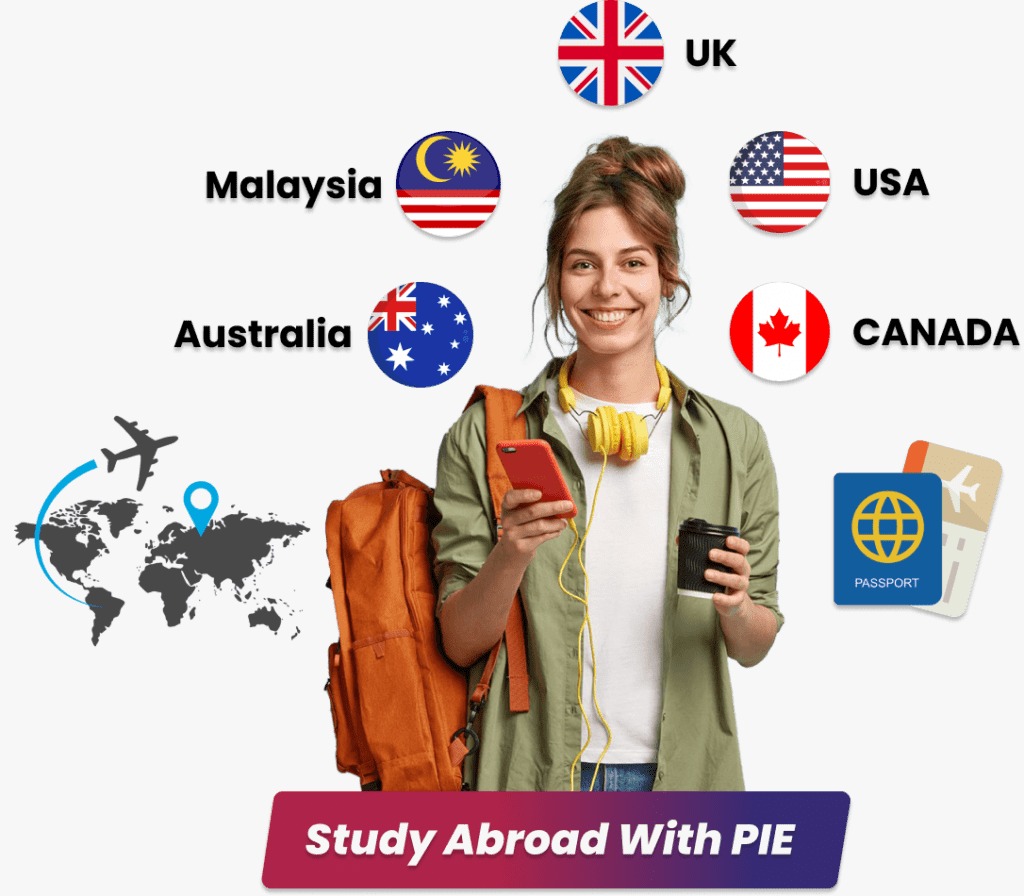 UK
Malaysia
USA
Australia
CANADA
PASSPORT
Study Abroad With PIE